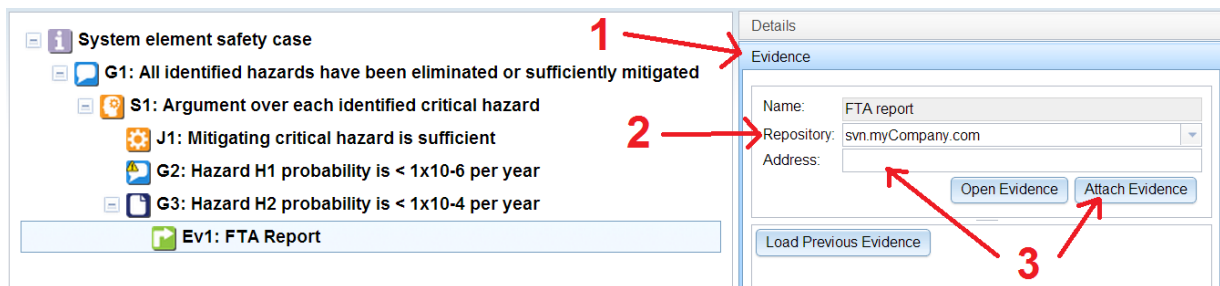 System element safety case
G1: All identified hazards have been eliminated or sufficiently mitigated
S1: Argument over each identified critical hazard
J1: Mitigating critical hazard is sufficient
G2: Hazard H1 probability is < 1x10-6 per year
G3: Hazard H2 probability is < 1x10-4 per year
Ev1: FTA Report
1
2
3
Details
Evidence
Name: FTA report
Repository: svn.myCompany.com
Address:
Open Evidence Attach Evidence
Load Previous Evidence